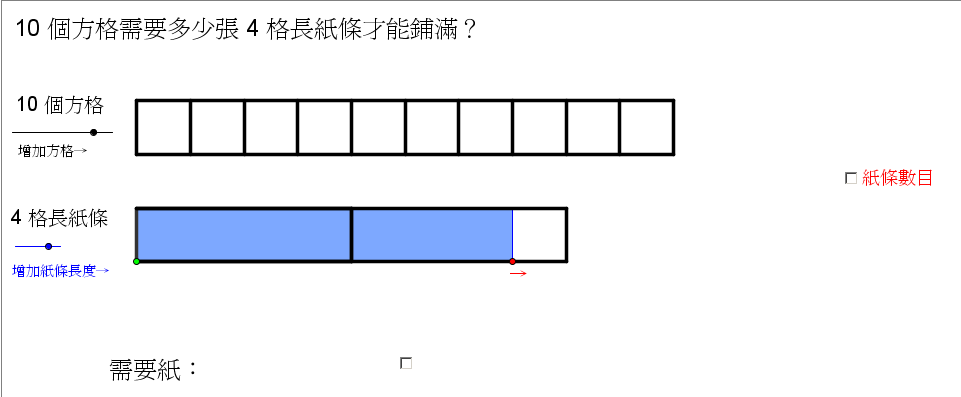 10 個方格需要多少張 4 格長紙條才能鋪滿？
10 個方格
增加方格→
紙條數目
4 格長紙條
增加紙條長度→
→
需要紙：